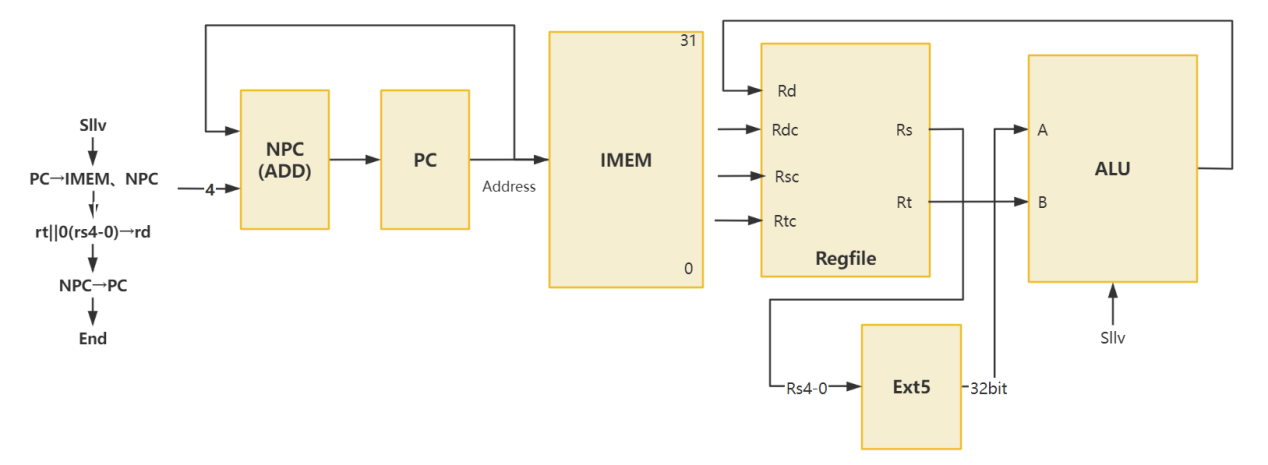 Sllv
PC→IMEM、NPC
rt||0(rs4-0)→rd
NPC→PC
End
4
NPC
(ADD)
PC
Address
31
IMEM
0
Rd
Rdc
Rsc
Rtc
Rs
Rt
Regfile
A
B
ALU
Sllv
Rs4-0
Ext5
32bit